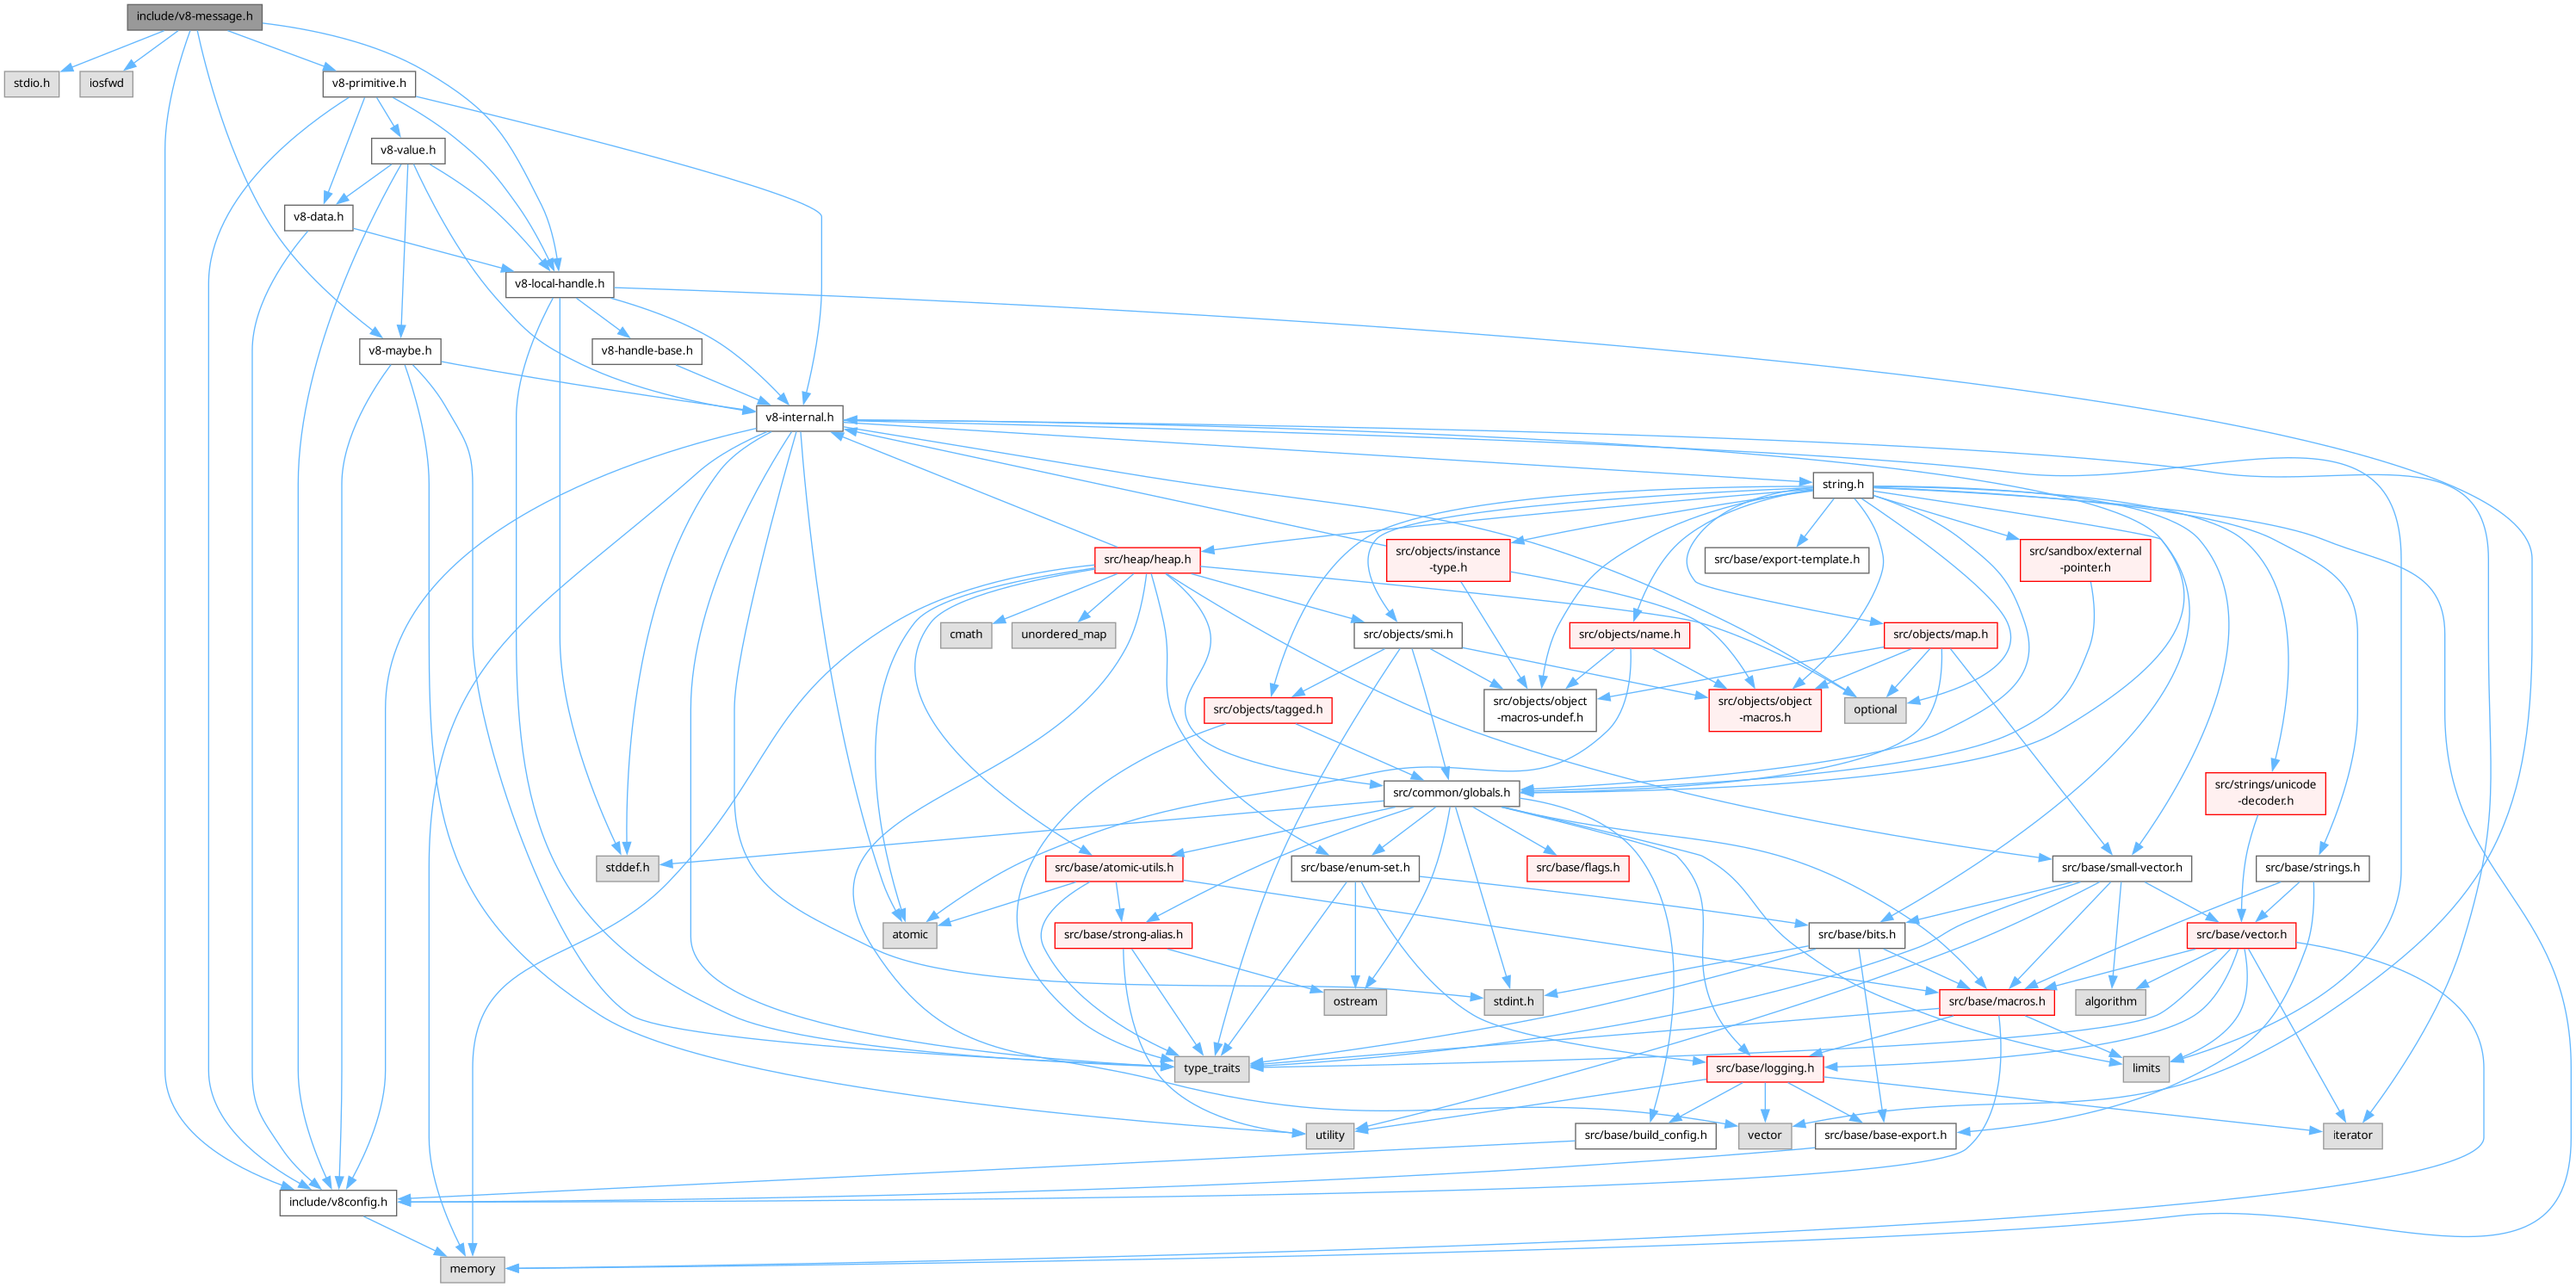 include/v8-message.h
stdio.h
iosfwd
v8-primitive.h
v8-value.h
v8-data.h
v8-local-handle.h
v8-maybe.h
v8-handle-base.h
v8-internal.h
string.h
src/heap/heap.h
src/objects/instance
-type.h
src/base/export-template.h
src/sandbox/external
-pointer.h
cmath
unordered_map
src/objects/smi.h
src/objects/name.h
src/objects/map.h
src/objects/tagged.h
src/objects/object
-macros-undef.h
src/objects/object
-macros.h
optional
src/common/globals.h
src/strings/unicode
-decoder.h
stddef.h
src/base/atomic-utils.h
src/base/enum-set.h
src/base/flags.h
src/base/small-vector.h
src/base/strings.h
atomic
src/base/strong-alias.h
src/base/bits.h
src/base/vector.h
ostream
stdint.h
src/base/macros.h
algorithm
type_traits
src/base/logging.h
limits
utility
src/base/build_config.h
vector
src/base/base-export.h
iterator
include/v8config.h
memory